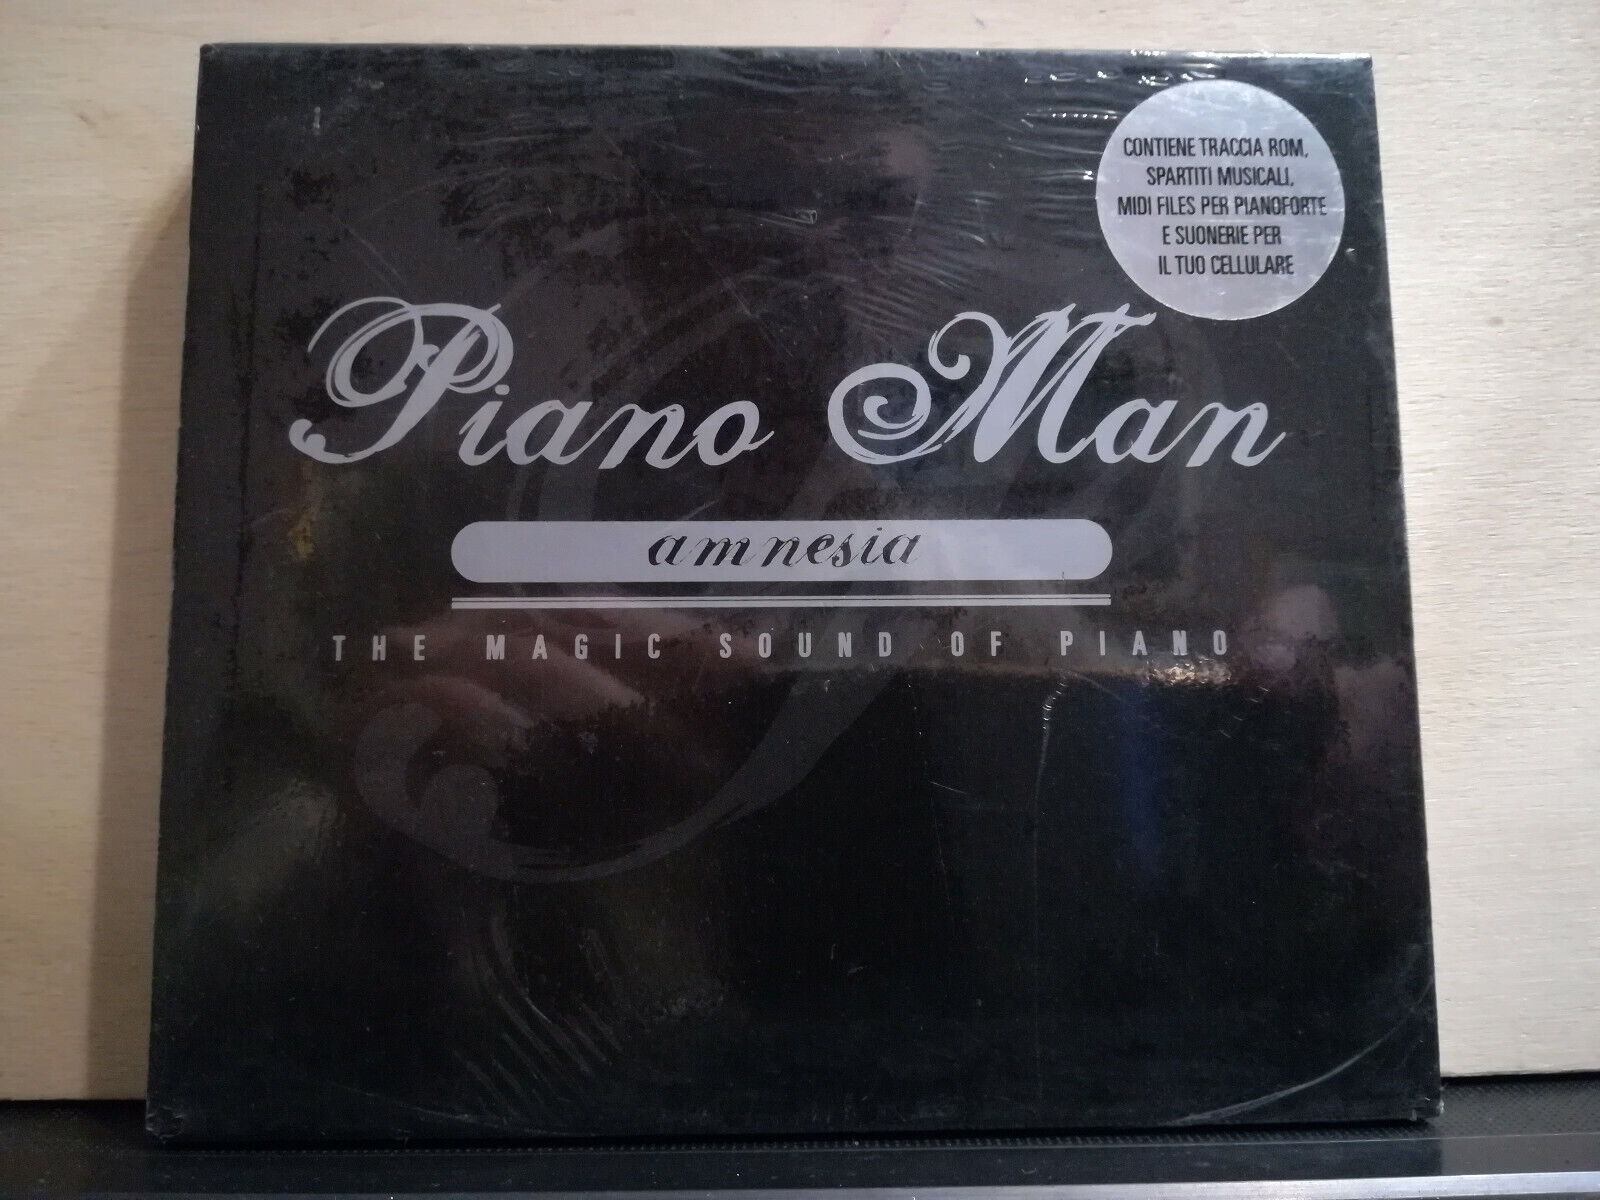 CONTIENE TRACCIA ROM,
SPARTITI MUSICALI,
MIDI FILES PER PIANOFORTE
E SUONERIE PER
IL TUO CELLULARE
Piano Man
amnesia
THE MAGIC SOUND OF PIANO